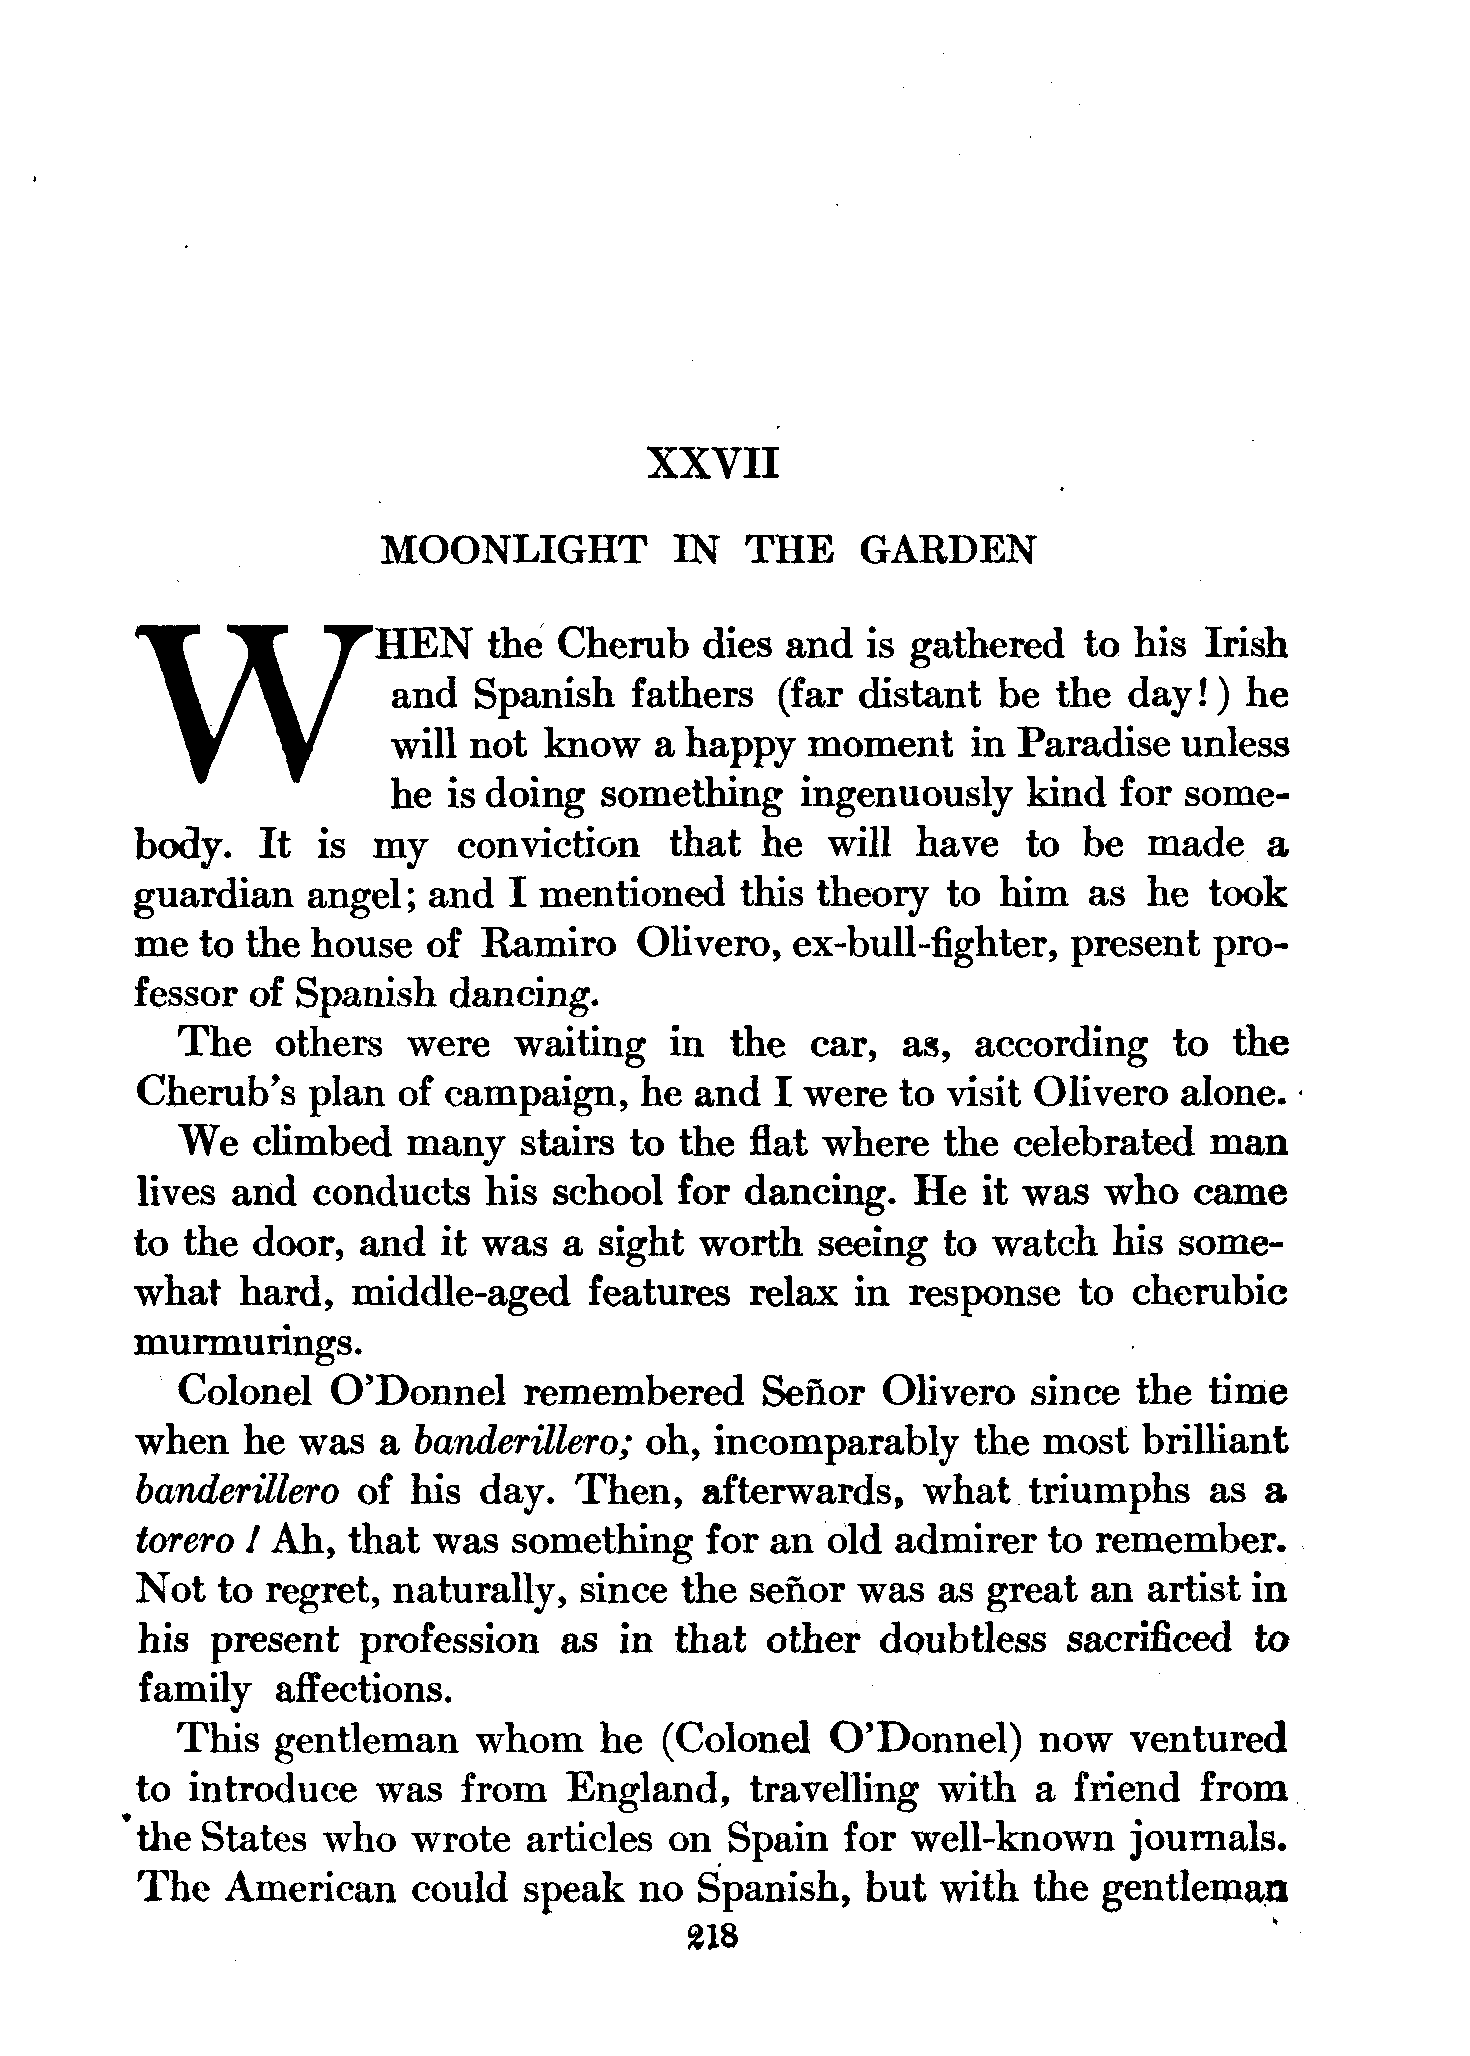 XXVII
MOONLIGHT IN THE GARDEN
WHEN the Cherub dies and is gathered to his Irish
and Spanish fathers (far distant be the day!) he
will not know a happy moment in Paradise unless
he is doing something ingenuously kind for some-
body. It is my conviction that he will have to be made a
guardian angel; and I mentioned this theory to him as he took
me to the house of Ramiro Olivero, ex-bull-fighter, present pro-
fessor of Spanish dancing.
The others were waiting in the car, as, according to the
Cherub's plan of campaign, he and I were to visit Olivero alone.
We climbed many stairs to the flat where the celebrated man
lives and conducts his school for dancing. He it was who came
to the door, and it was a sight worth seeing to watch his some-
what hard, middle-aged features relax in response to cherubic
murmurings.
Colonel O'Donnel remembered Señor Olivero since the time
when he was a banderillero; oh, incomparably the most brilliant
banderillero of his day. Then, afterwards, what triumphs as a
torero! Ah, that was something for an old admirer to remember.
Not to regret, naturally, since the señor was as great an artist in
his present profession as in that other doubtless sacrificed to
family affections.
This gentleman whom he (Colonel O'Donnel) now ventured
to introduce was from England, travelling with a friend from
the States who wrote articles on Spain for well-known journals.
The American could speak no Spanish, but with the gentleman
218